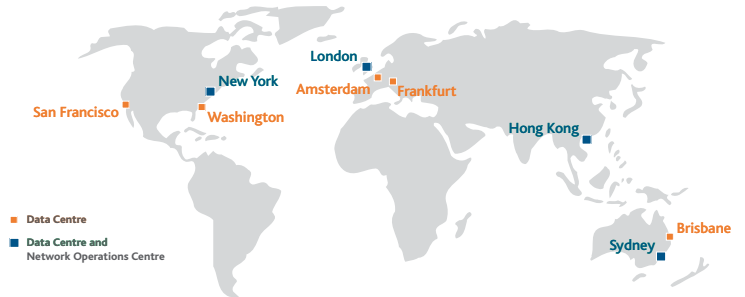 London
New York
Amsterdam
Frankfurt
San Francisco
Washington
Hong Kong
Data Centre
Brisbane
Data Centre and
Network Operations Centre
Sydney